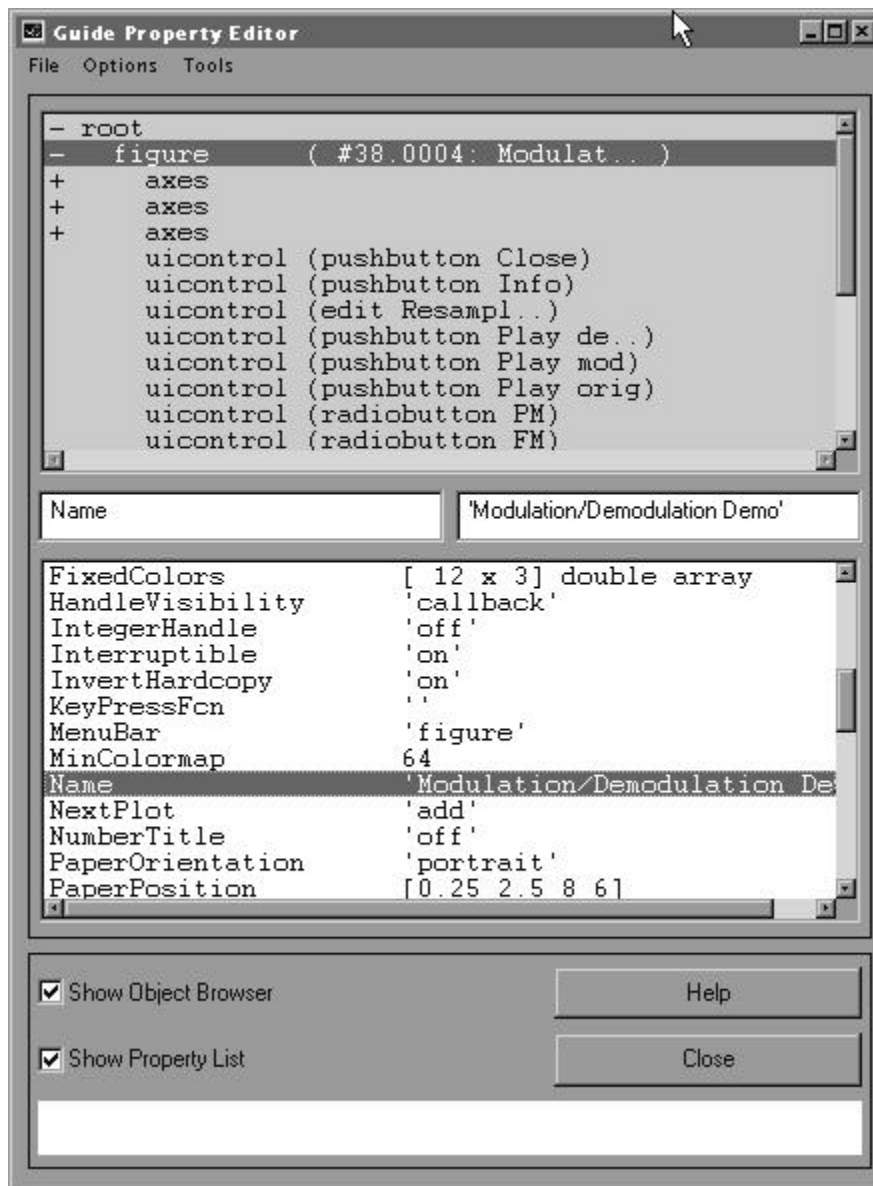 Guide Property Editor
File Options Tools
- root
- figure ( #38.0004: Modulat.. )
+ axes
+ axes
+ axes
uicontrol (pushbutton Close)
uicontrol (pushbutton Info)
uicontrol (edit Resampl..)
uicontrol (pushbutton Play de..)
uicontrol (pushbutton Play mod)
uicontrol (pushbutton Play orig)
uicontrol (radiobutton PM)
uicontrol (radiobutton FM)
Name 'Modulation/Demodulation Demo'
FixedColors [ 12 x 3] double array
HandleVisibility 'callback'
IntegerHandle 'off'
Interruptible 'on'
InvertHardcopy 'on'
KeyPressFcn ''
MenuBar 'figure'
MinColormap 64
Name 'Modulation/Demodulation De
NextPlot 'add'
NumberTitle 'off'
PaperOrientation 'portrait'
PaperPosition [0.25 2.5 8 6]
Show Object Browser Help
Show Property List Close